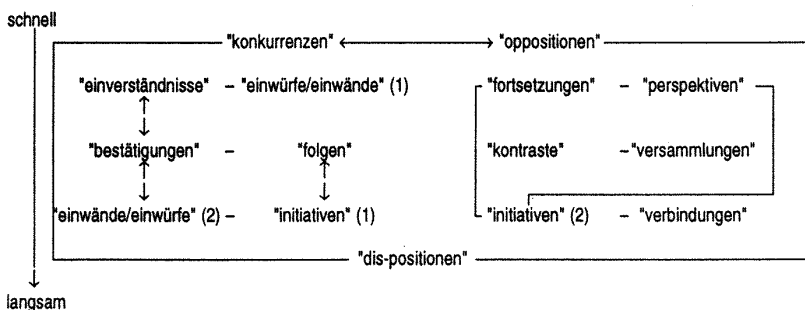 schnell
"konkurrenzen" "oppositionen"
"einverständnisse" – "einwürfe/einwände" (1) "fortsetzungen" – "perspektiven"
"bestätigungen" – "folgen" "kontraste" – "versammlungen"
"einwände/einwürfe" (2) – "initiativen" (1) "initiativen" (2) – "verbindungen"
"dis-positionen"
langsam